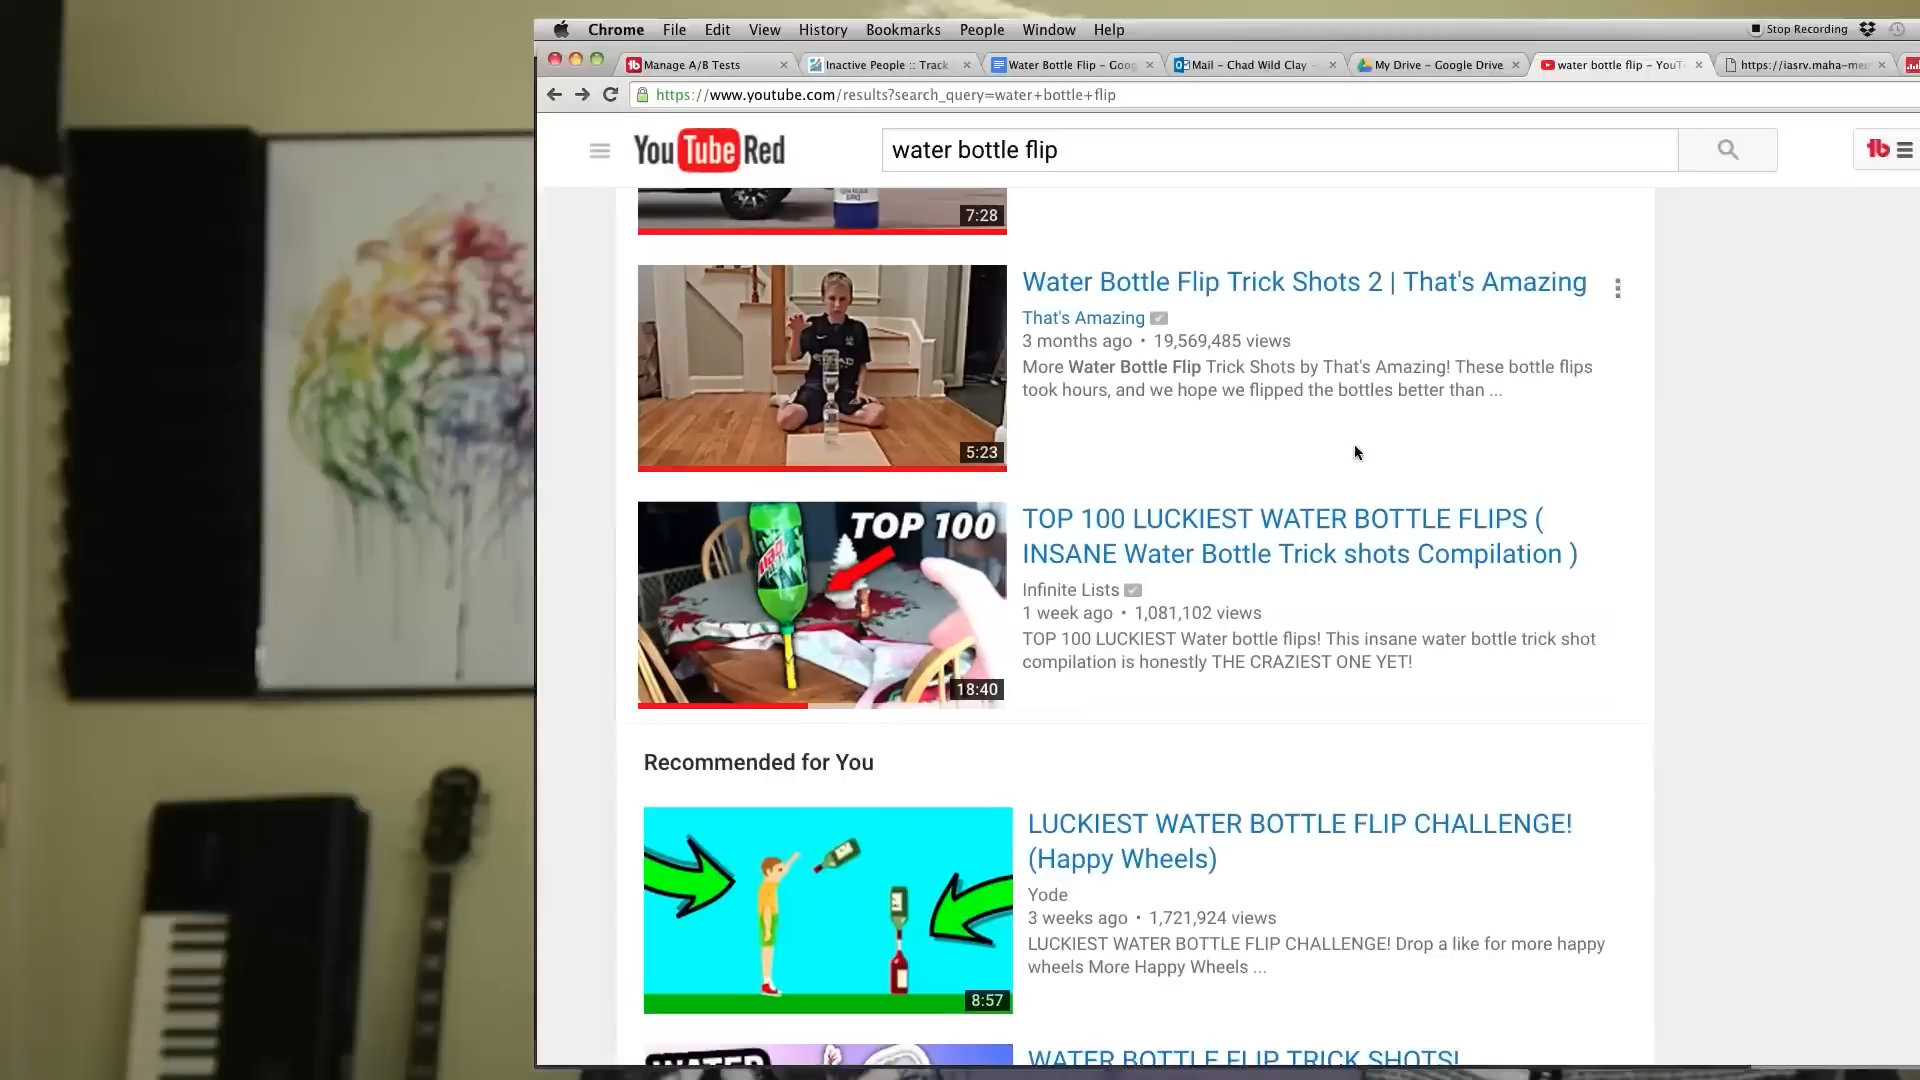 Chrome File Edit View History Bookmarks People Window Help Stop Recording
Manage A/B Tests Inactive People :: Track Water Bottle Flip – Goog Mail – Chad Wild Clay – My Drive – Google Drive water bottle flip – YouT https://iasrv.maha-me
https://www.youtube.com/results?search_query=water+bottle+flip
YouTube Red water bottle flip
7:28
Water Bottle Flip Trick Shots 2 | That's Amazing
That's Amazing
3 months ago • 19,569,485 views
More Water Bottle Flip Trick Shots by That's Amazing! These bottle flips
took hours, and we hope we flipped the bottles better than ...
5:23
TOP 100
TOP 100 LUCKIEST WATER BOTTLE FLIPS (
INSANE Water Bottle Trick shots Compilation )
Infinite Lists
1 week ago • 1,081,102 views
TOP 100 LUCKIEST Water bottle flips! This insane water bottle trick shot
compilation is honestly THE CRAZIEST ONE YET!
18:40
Recommended for You
LUCKIEST WATER BOTTLE FLIP CHALLENGE!
(Happy Wheels)
Yode
3 weeks ago • 1,721,924 views
LUCKIEST WATER BOTTLE FLIP CHALLENGE! Drop a like for more happy
wheels More Happy Wheels ...
8:57
WATER
WATER BOTTLE FLIP TRICK SHOTS!